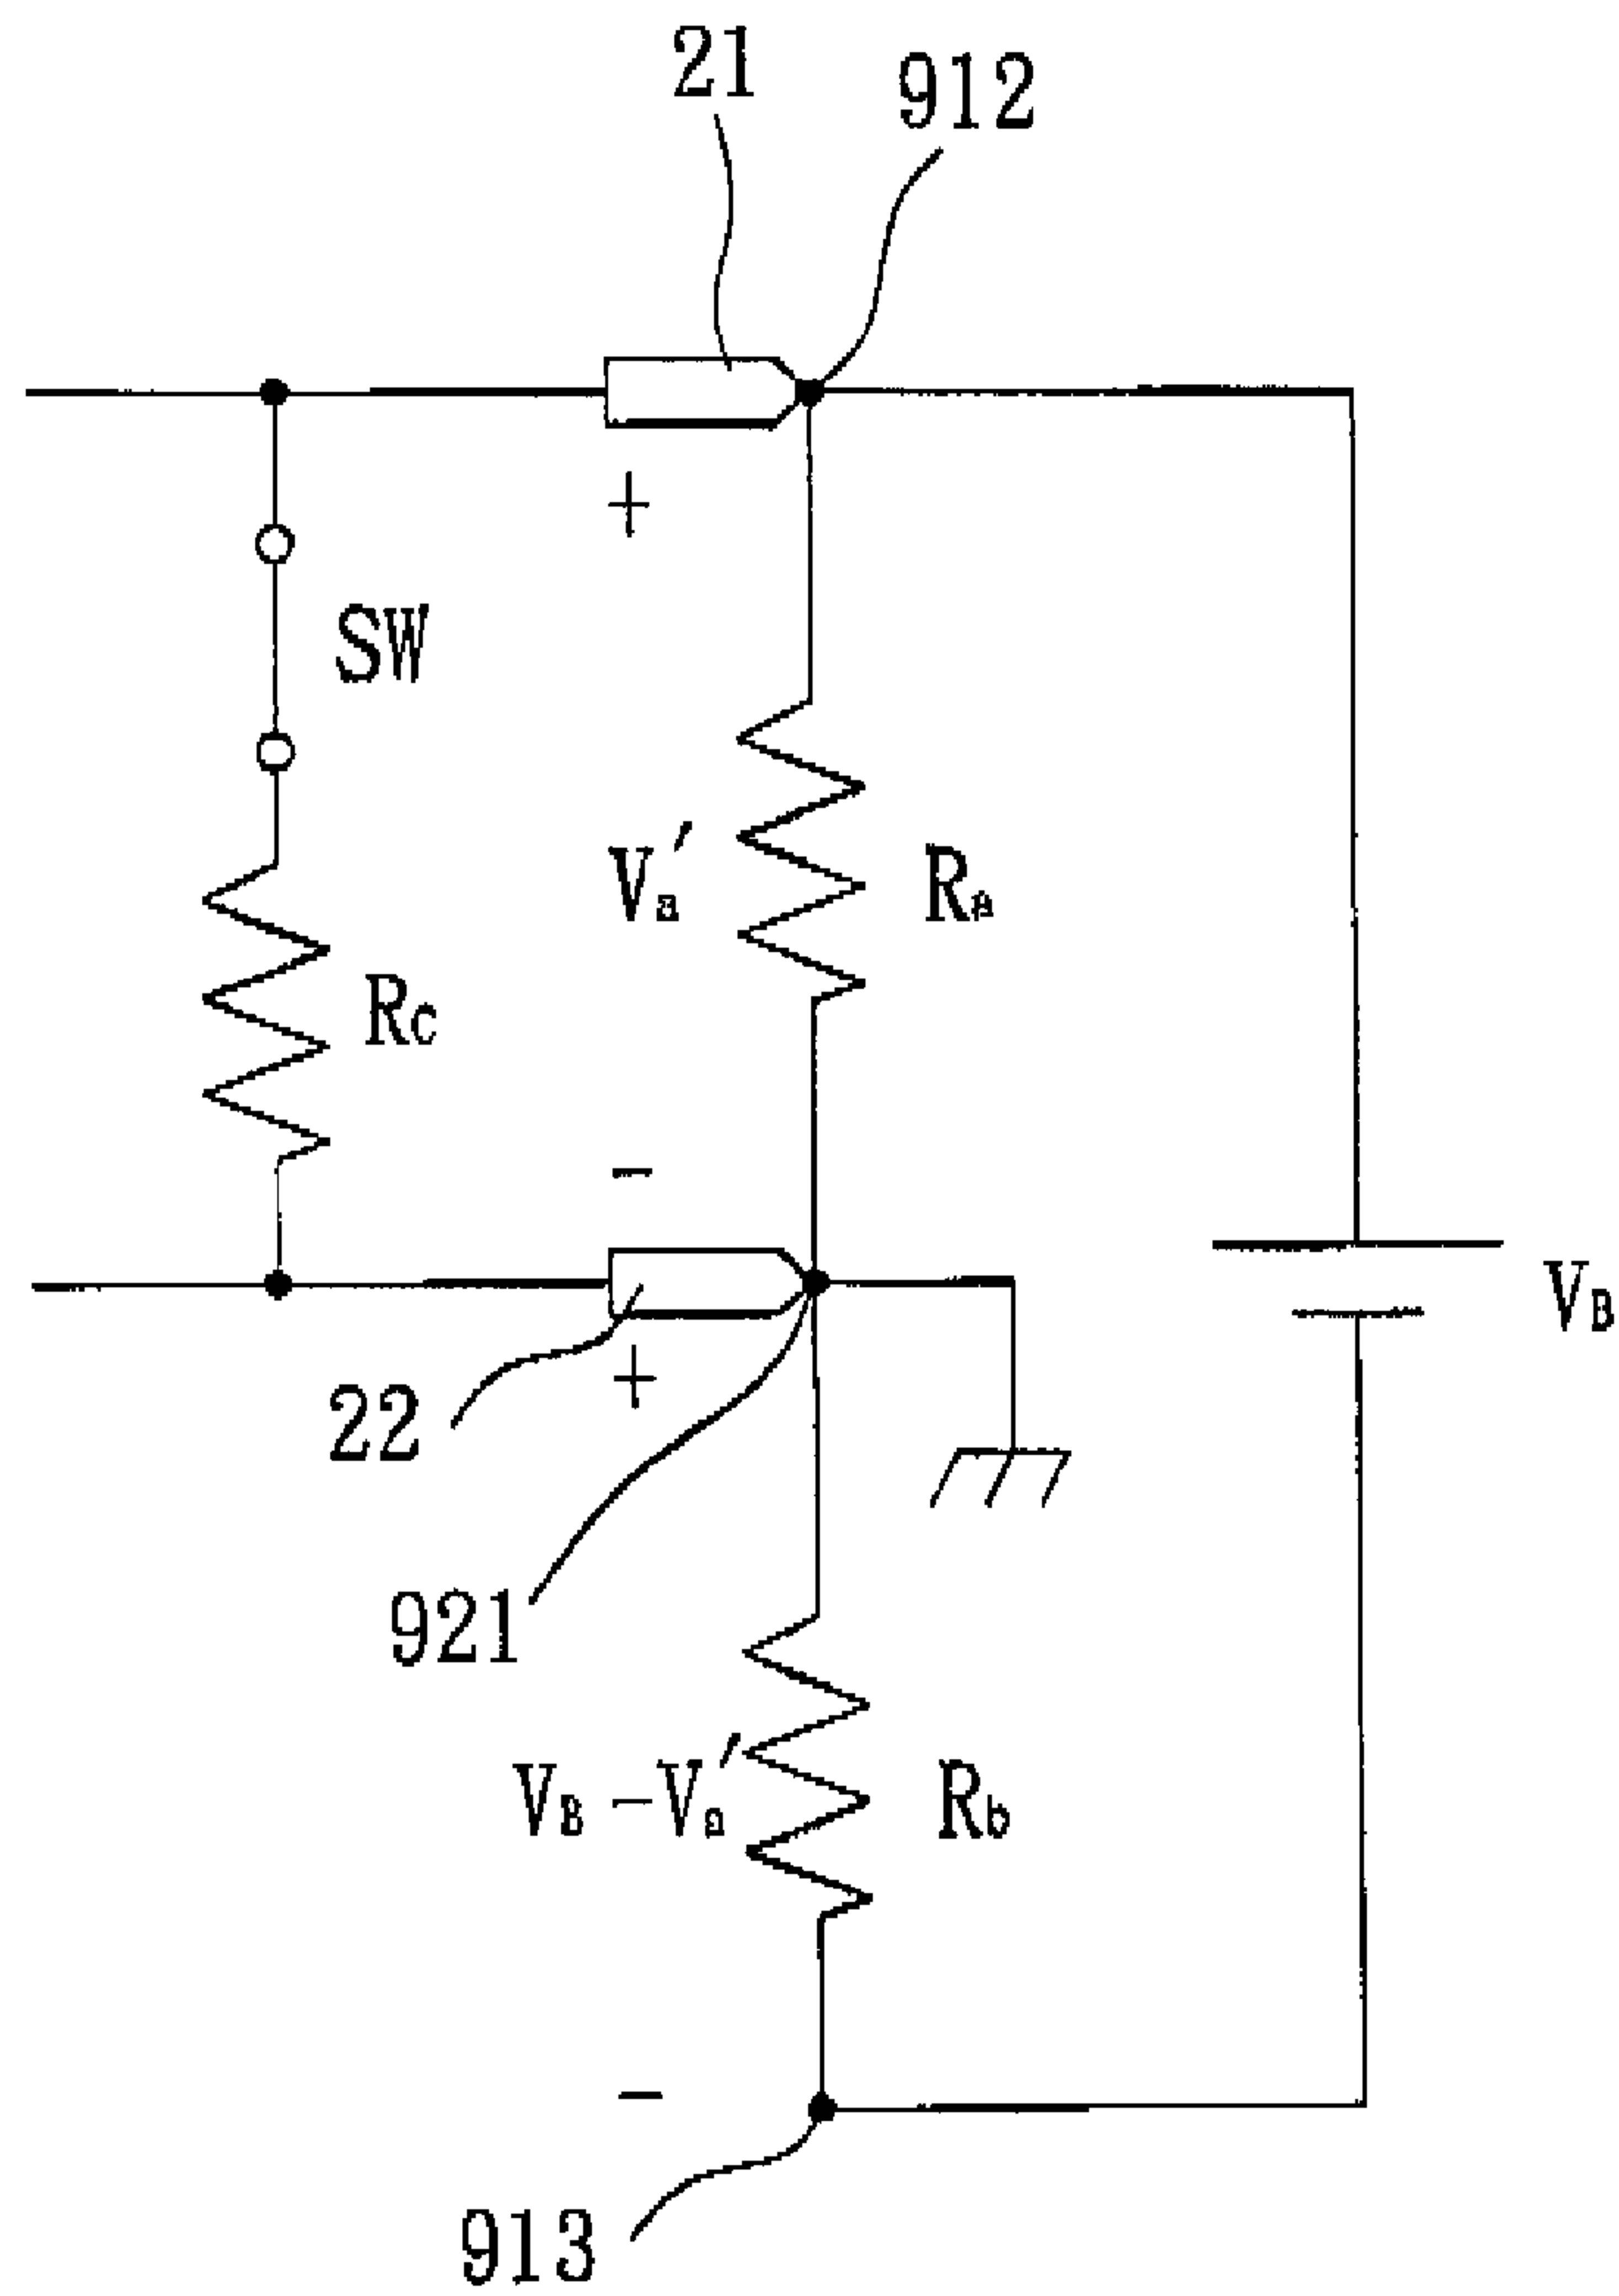 21
912
+
SW
Va′
RA
RC
-
VB
+
22
921
VB-Va′
Rb
-
913